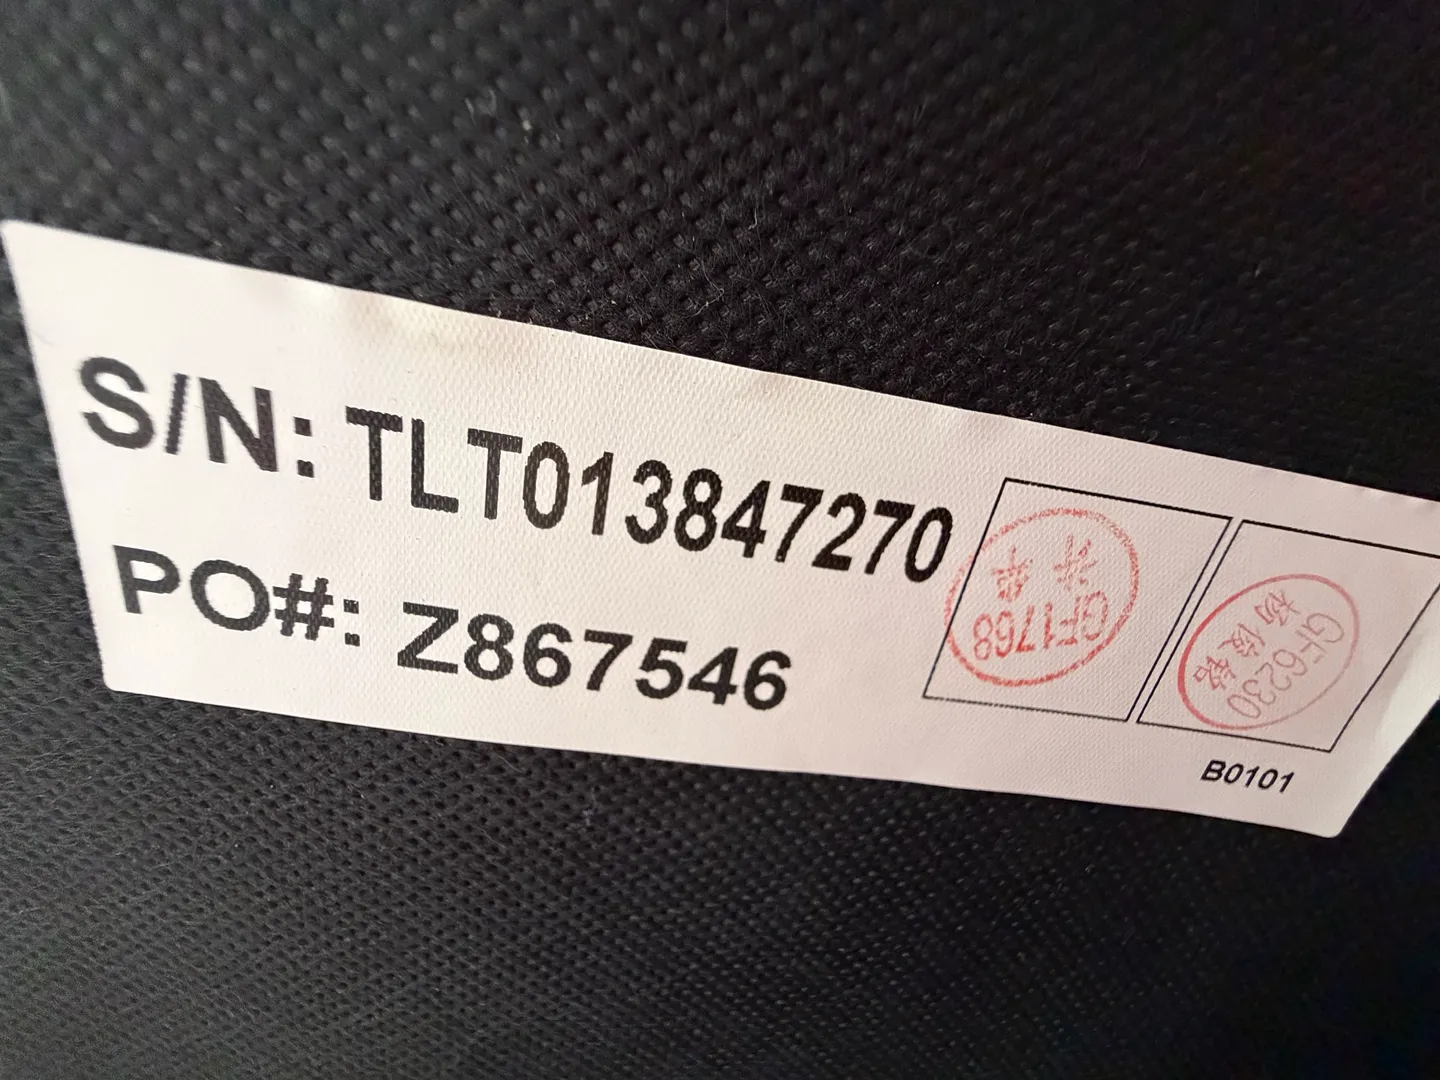 S/N: TLT013847270
PO#: Z867546
GF1768
GF6230
B0101